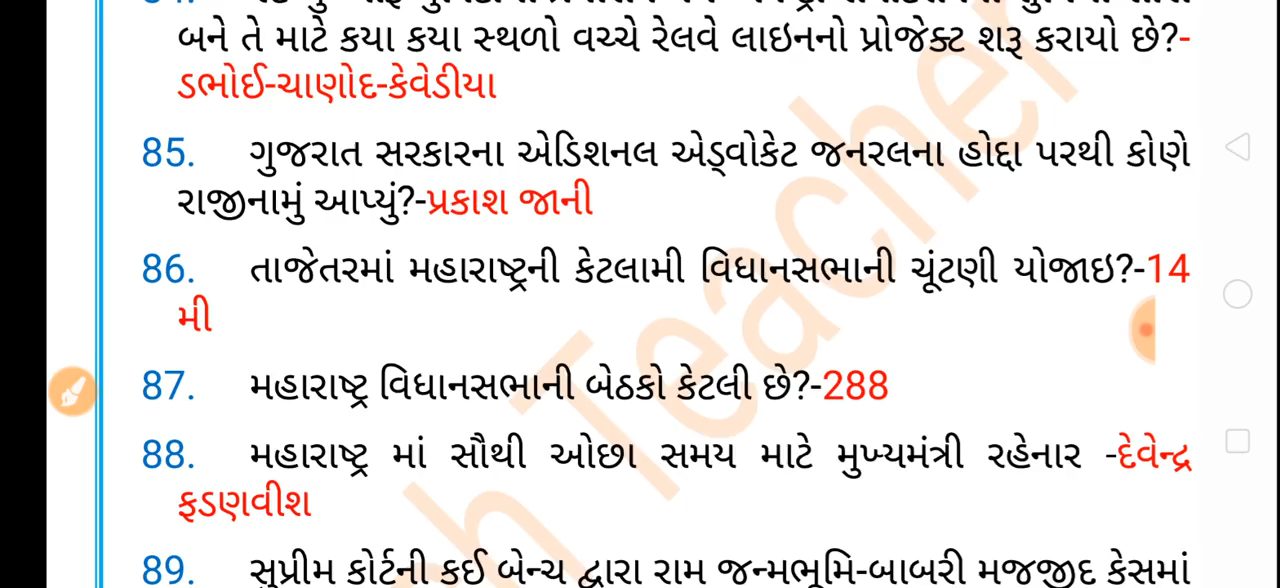 બને તે માટે કયા કયા સ્થળો વચ્ચે રેલવે લાઇનનો પ્રોજેક્ટ શરૂ કરાયો છે?-
ડભોઈ-ચાણોદ-કેવેડીયા
85. ગુજરાત સરકારના એડિશનલ એડ્વોકેટ જનરલના હોદ્દા પરથી કોણે
રાજીનામું આપ્યું?-પ્રકાશ જાની
86. તાજેતરમાં મહારાષ્ટ્રની કેટલામી વિધાનસભાની ચૂંટણી યોજાઇ?-14
મી
87. મહારાષ્ટ્ર વિધાનસભાની બેઠકો કેટલી છે?-288
88. મહારાષ્ટ્ર માં સૌથી ઓછા સમય માટે મુખ્યમંત્રી રહેનાર -દેવેન્દ્ર
ફડણવીશ
89. સુપ્રીમ કોર્ટની કઈ બેન્ચ દ્વારા રામ જન્મભૂમિ-બાબરી મજજીદ કેસમાં
Teacher